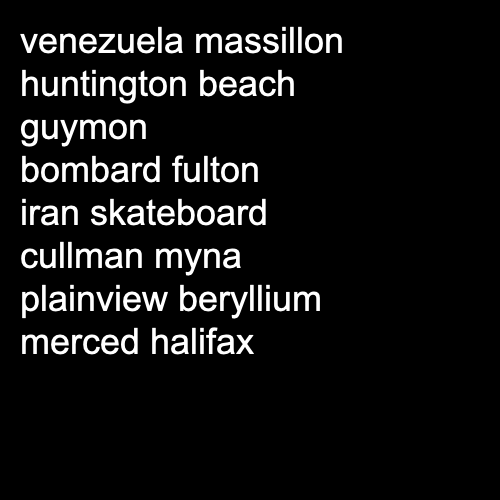 venezuela massillon
huntington beach
guymon
bombard fulton
iran skateboard
cullman myna
plainview beryllium
merced halifax